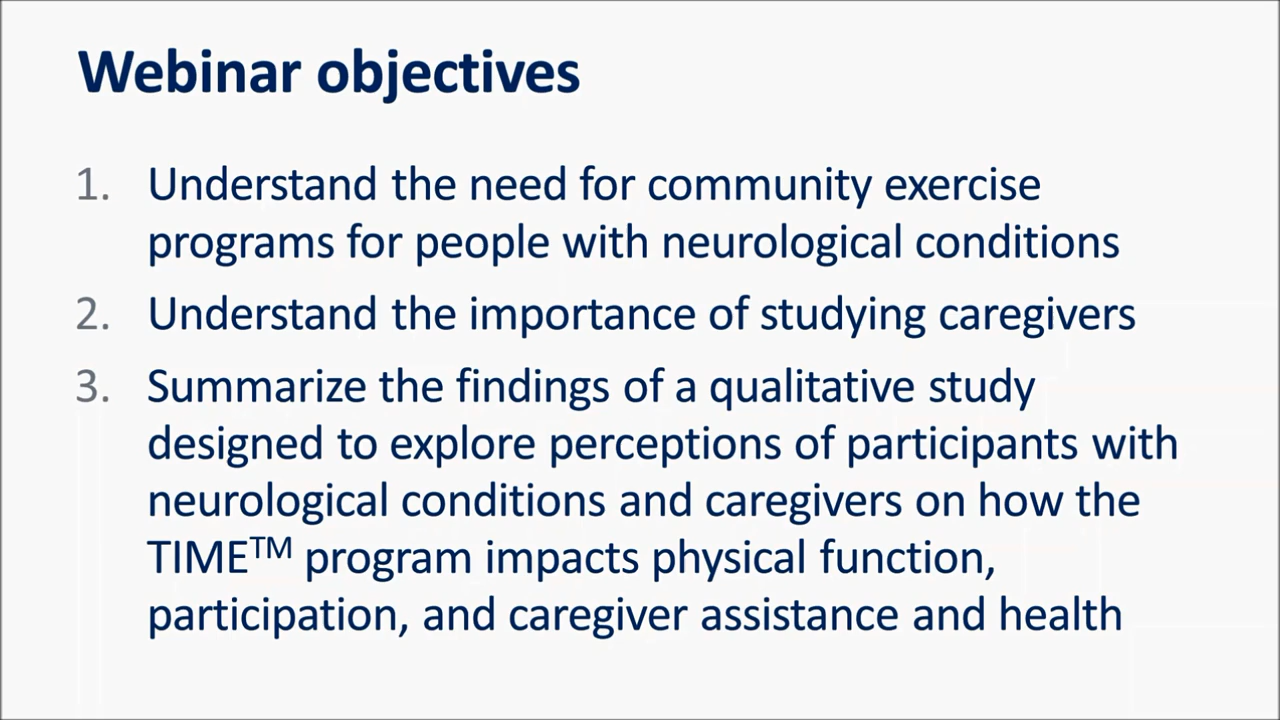 Webinar objectives
1. Understand the need for community exercise
programs for people with neurological conditions
2. Understand the importance of studying caregivers
3. Summarize the findings of a qualitative study
designed to explore perceptions of participants with
neurological conditions and caregivers on how the
TIME™ program impacts physical function,
participation, and caregiver assistance and health